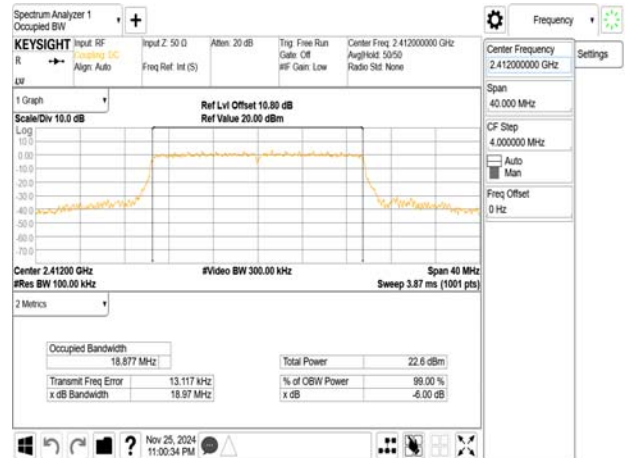 Spectrum Analyzer 1
Occupied BW
KEYSIGHT
R
Input: RF
Coupling: DC
Align: Auto
Input Z: 50 Ω
Freq Ref: Int (S)
Atten: 20 dB
Trig: Free Run
Gate: Off
#IF Gain: Low
Center Freq: 2.412000000 GHz
Avg|Hold: 50/50
Radio Std: None
1 Graph
Scale/Div 10.0 dB
Ref Lvl Offset 10.80 dB
Ref Value 20.00 dBm
Log
10.0
0.00
-10.0
-20.0
-30.0
-40.0
-50.0
-60.0
-70.0
Center 2.41200 GHz
#Res BW 100.00 kHz
#Video BW 300.00 kHz
Span 40 MHz
Sweep 3.87 ms (1001 pts)
2 Metrics
Occupied Bandwidth
18.877 MHz
Transmit Freq Error 13.117 kHz
x dB Bandwidth 18.97 MHz
Total Power 22.6 dBm
% of OBW Power 99.00 %
x dB -6.00 dB
Nov 25, 2024
11:00:34 PM
Frequency
Center Frequency
2.412000000 GHz
Settings
Span
40.000 MHz
CF Step
4.000000 MHz
Auto
Man
Freq Offset
0 Hz